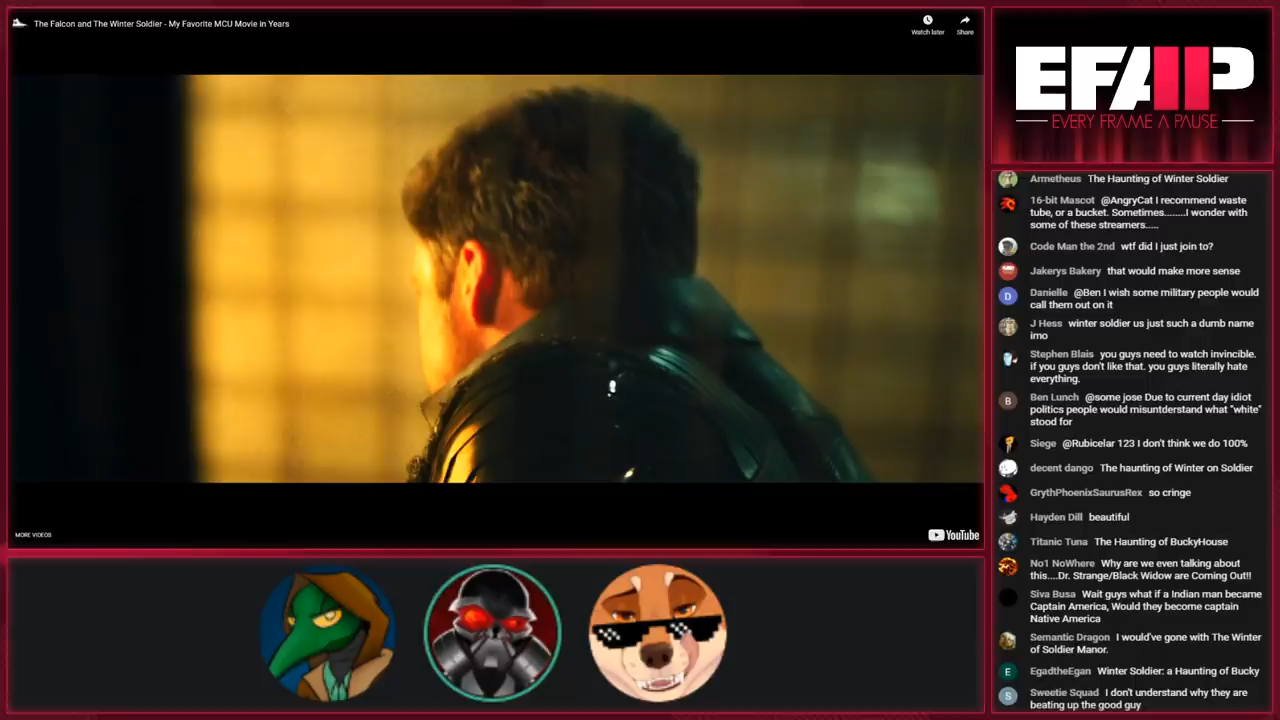 The Falcon and The Winter Soldier - My Favorite MCU Movie in Years
Watch later
Share
MORE VIDEOS
YouTube
EFAP
EVERY FRAME A PAUSE
Armetheus The Haunting of Winter Soldier
16-bit Mascot @AngryCat I recommend waste
tube, or a bucket. Sometimes........I wonder with
some of these streamers.....
Code Man the 2nd wtf did I just join to?
Jakerys Bakery that would make more sense
Danielle @Ben I wish some military people would
call them out on it
J Hess winter soldier us just such a dumb name
imo
Stephen Blais you guys need to watch invincible.
if you guys don't like that. you guys literally hate
everything.
Ben Lunch @some jose Due to current day idiot
politics people would misuntderstand what "white"
stood for
Siege @Rubicelar 123 I don't think we do 100%
decent dango The haunting of Winter on Soldier
GrythPhoenixSaurusRex so cringe
Hayden Dill beautiful
Titanic Tuna The Haunting of BuckyHouse
No1 NoWhere Why are we even talking about
this....Dr. Strange/Black Widow are Coming Out!!
Siva Busa Wait guys what if a Indian man became
Captain America, Would they become captain
Native America
Semantic Dragon I would've gone with The Winter
of Soldier Manor.
EgadtheEgan Winter Soldier: a Haunting of Bucky
Sweetie Squad I don't understand why they are
beating up the good guy